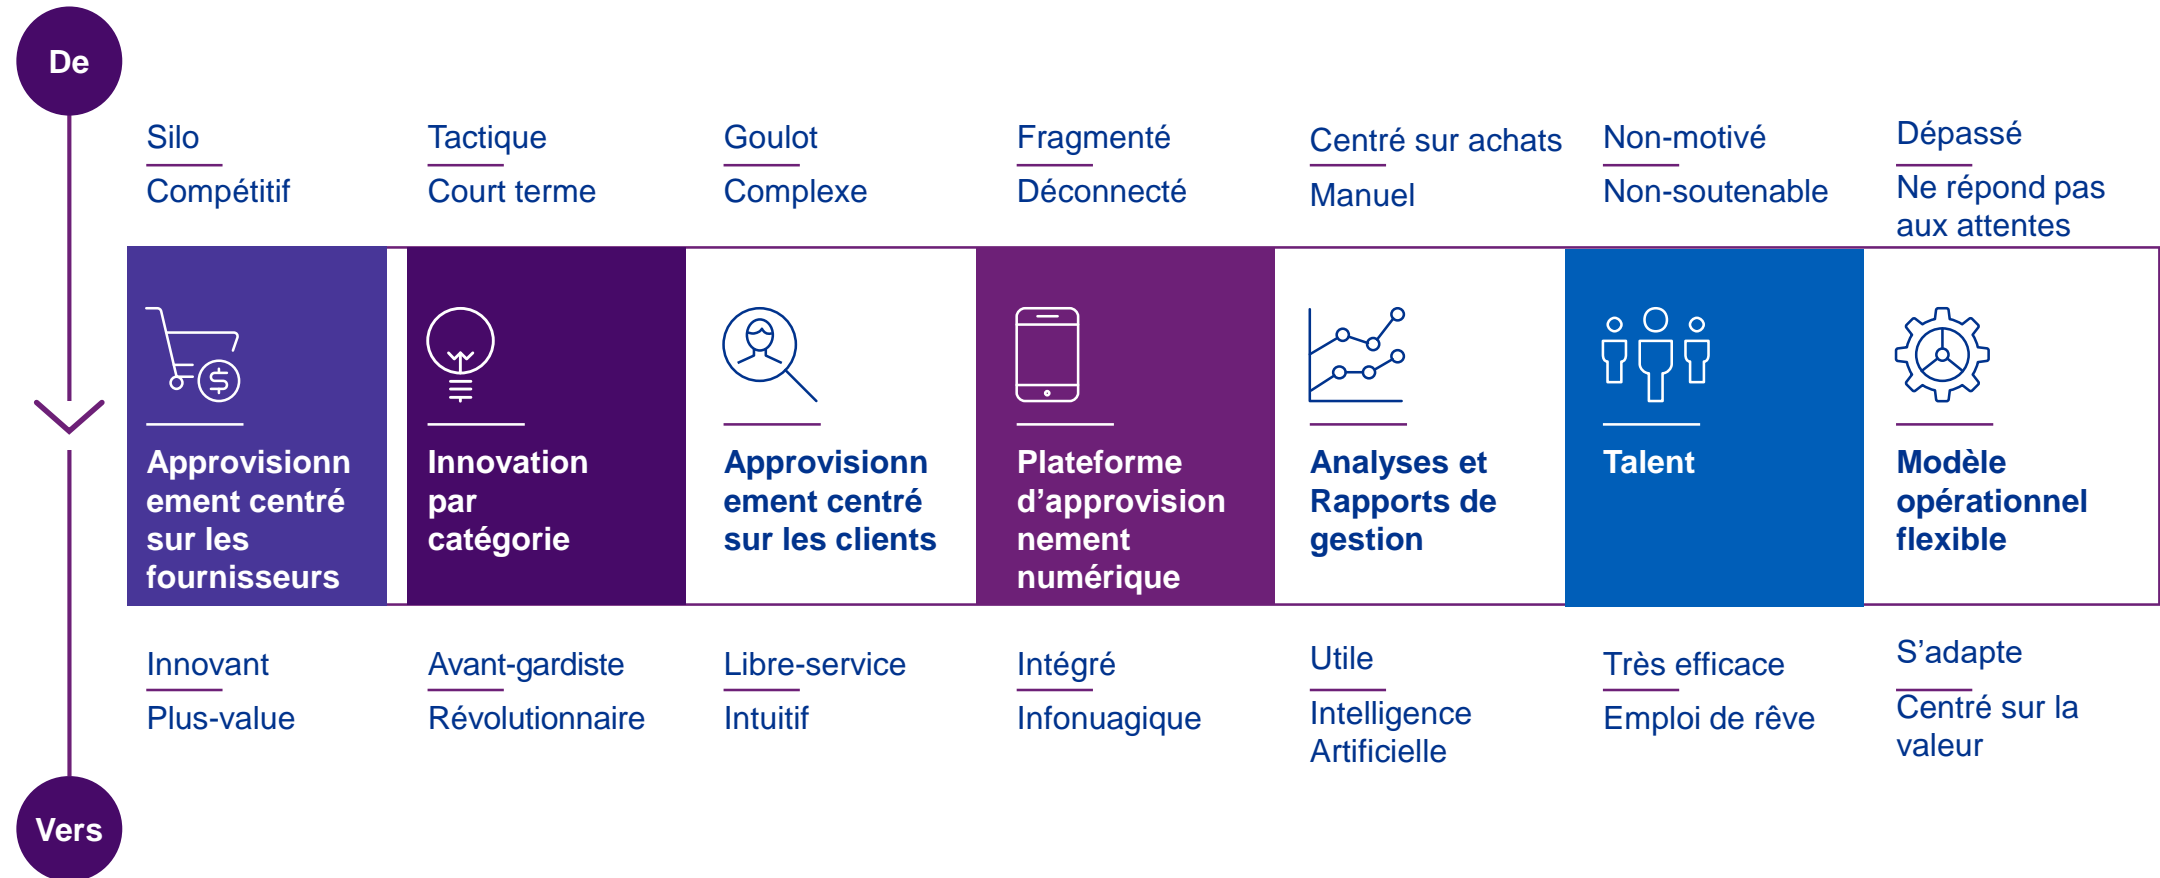 De
Silo
Compétitif
Tactique
Court terme
Goulot
Complexe
Fragmenté
Déconnecté
Centré sur achats
Manuel
Non-motivé
Non-soutenable
Dépassé
Ne répond pas
aux attentes
$
Approvisionn
ement centré
sur les
fournisseurs
Innovation
par
catégorie
Approvisionn
ement centré
sur les clients
Plateforme
d’approvision
nement
numérique
Analyses et
Rapports de
gestion
Talent
Modèle
opérationnel
flexible
Innovant
Plus-value
Avant-gardiste
Révolutionnaire
Libre-service
Intuitif
Intégré
Infonuagique
Utile
Intelligence
Artificielle
Très efficace
Emploi de rêve
S’adapte
Centré sur la
valeur
Vers